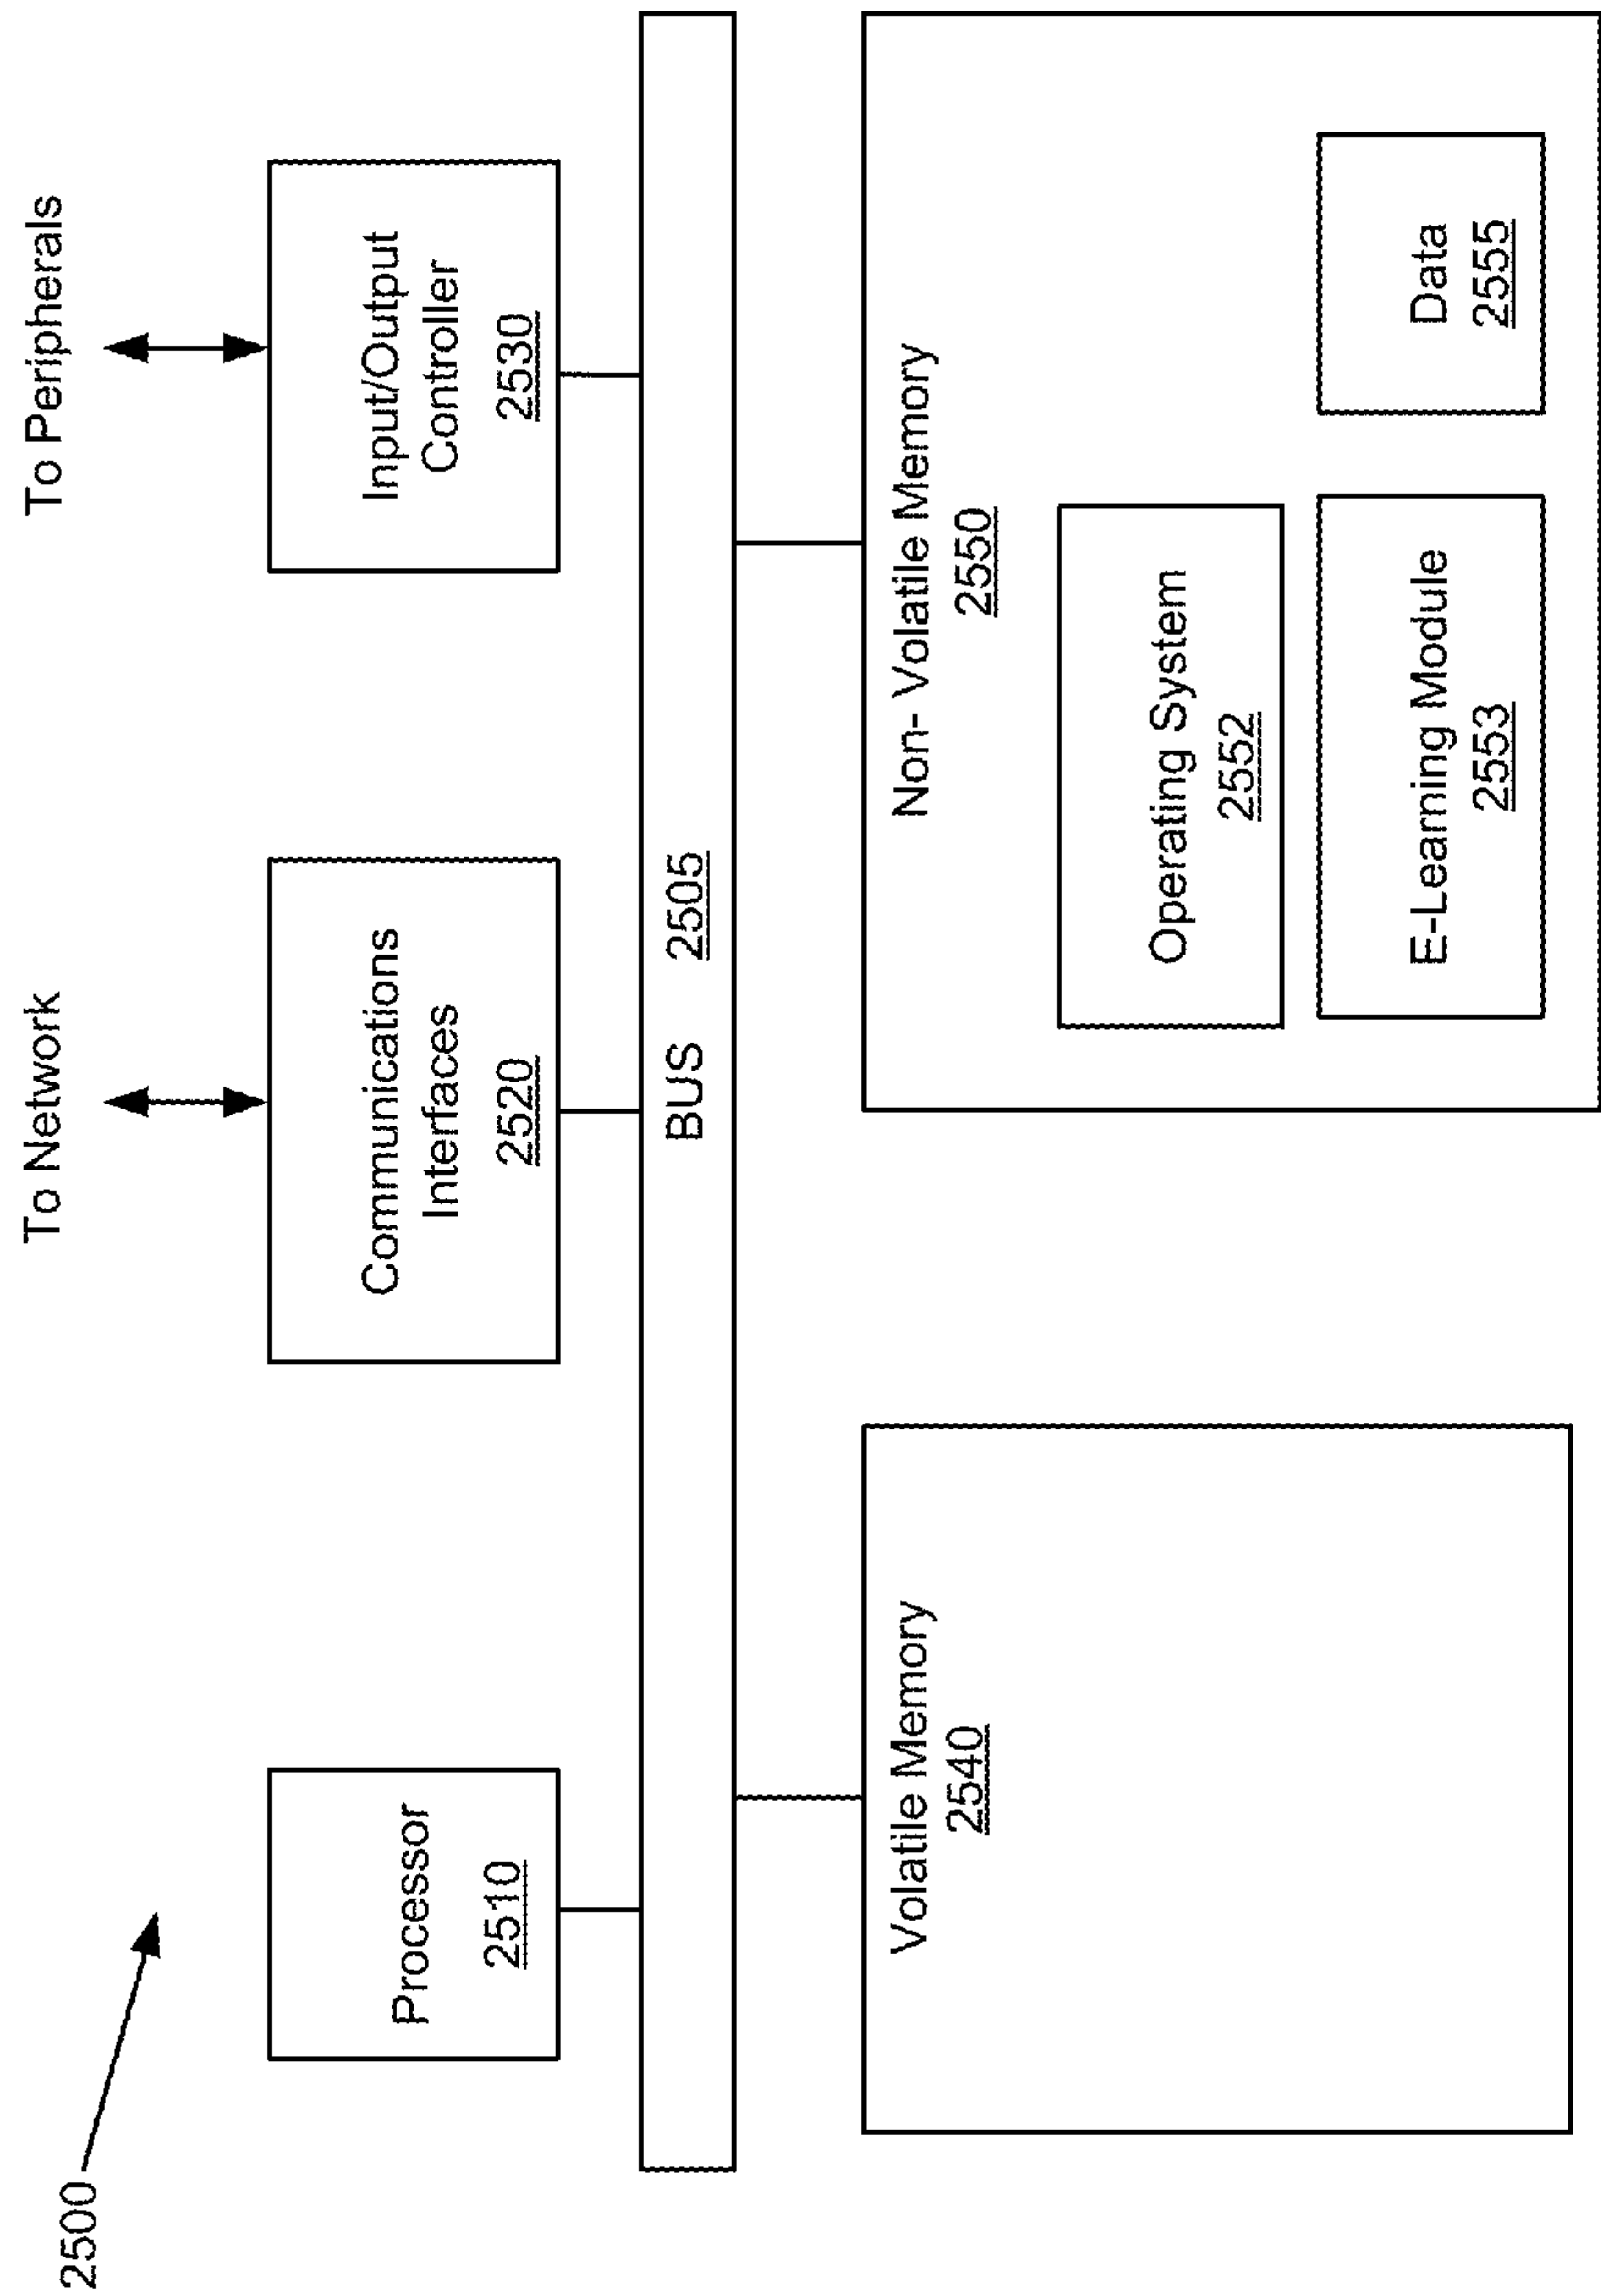 2500
To Network
To Peripherals
Processor
2510
Communications
Interfaces
2520
Input/Output
Controller
2530
BUS 2505
Volatile Memory
2540
Non- Volatile Memory
2550
Operating System
2552
E-Learning Module
2553
Data
2555